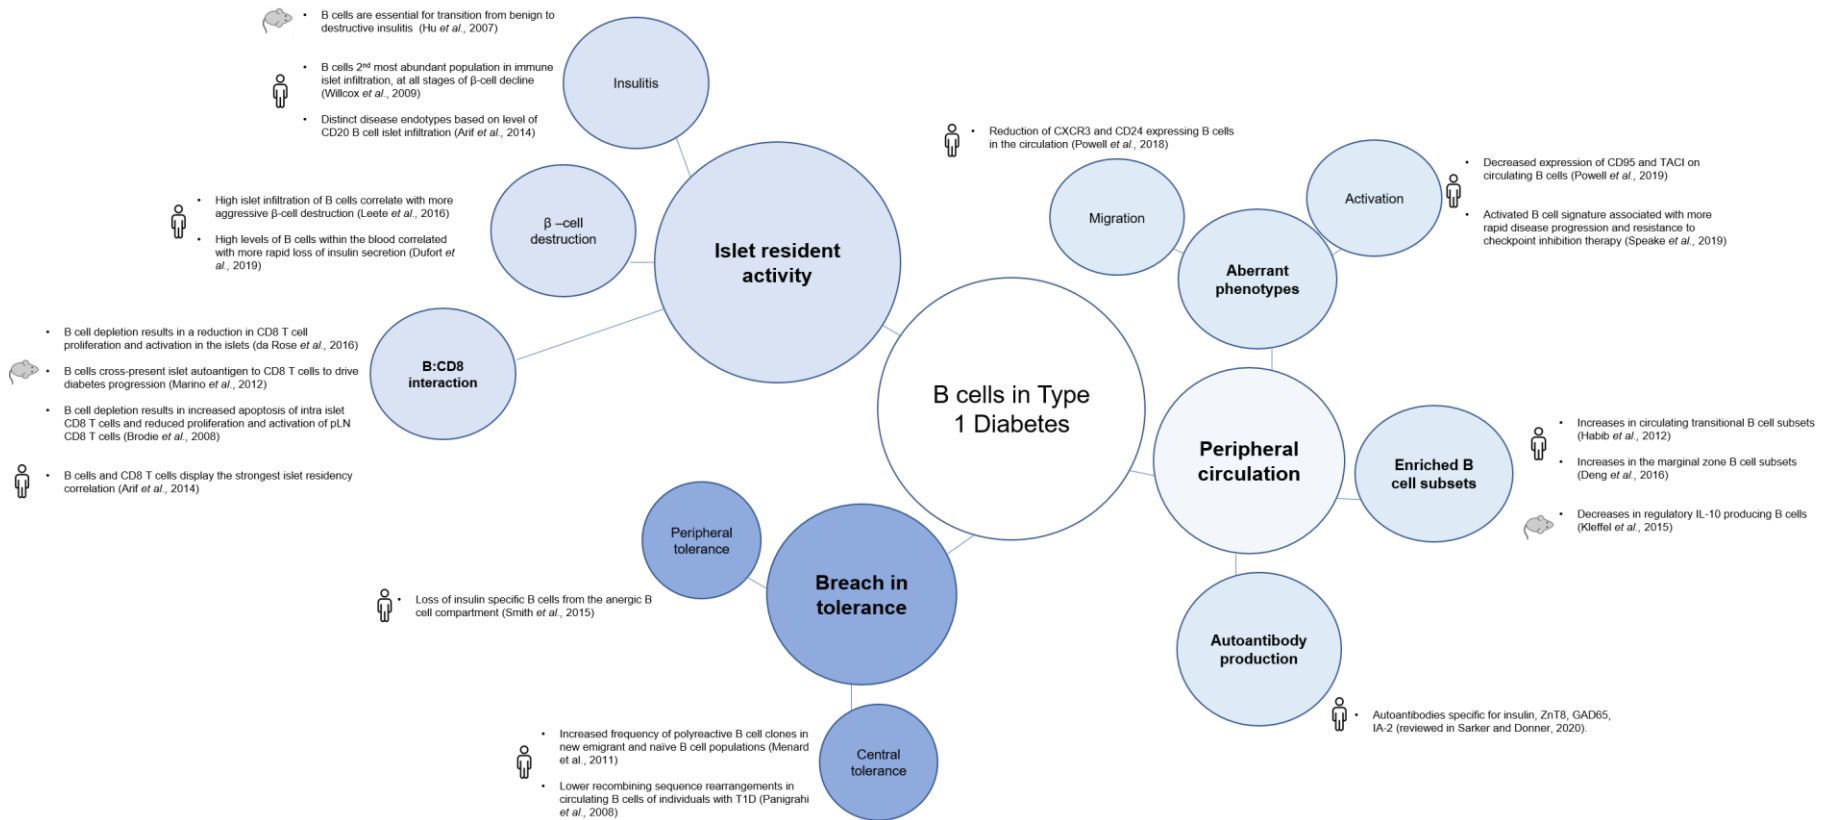 • B cells are essential for transition from benign to
destructive insulitis (Hu et al., 2007)
• B cells 2nd most abundant population in immune
islet infiltration, at all stages of β-cell decline
(Willcox et al., 2009)
• Distinct disease endotypes based on level of
CD20 B cell islet infiltration (Arif et al., 2014)
Insulitis
• High islet infiltration of B cells correlate with more
aggressive β-cell destruction (Leete et al., 2016)
• High levels of B cells within the blood correlated
with more rapid loss of insulin secretion (Dufort et
al., 2019)
β –cell
destruction
Islet resident
activity
• B cell depletion results in a reduction in CD8 T cell
proliferation and activation in the islets (da Rose et al., 2016)
• B cells cross-present islet autoantigen to CD8 T cells to drive
diabetes progression (Marino et al., 2012)
• B cell depletion results in increased apoptosis of intra islet
CD8 T cells and reduced proliferation and activation of pLN
CD8 T cells (Brodie et al., 2008)
• B cells and CD8 T cells display the strongest islet residency
correlation (Arif et al., 2014)
B:CD8
interaction
B cells in Type
1 Diabetes
• Reduction of CXCR3 and CD24 expressing B cells
in the circulation (Powell et al., 2018)
Migration
Activation
• Decreased expression of CD95 and TACI on
circulating B cells (Powell et al., 2019)
• Activated B cell signature associated with more
rapid disease progression and resistance to
checkpoint inhibition therapy (Speake et al., 2019)
Aberrant
phenotypes
Peripheral
circulation
Enriched B
cell subsets
• Increases in circulating transitional B cell subsets
(Habib et al., 2012)
• Increases in the marginal zone B cell subsets
(Deng et al., 2016)
• Decreases in regulatory IL-10 producing B cells
(Kleffel et al., 2015)
Autoantibody
production
• Autoantibodies specific for insulin, ZnT8, GAD65,
IA-2 (reviewed in Sarker and Donner, 2020).
Peripheral
tolerance
Breach in
tolerance
• Loss of insulin specific B cells from the anergic B
cell compartment (Smith et al., 2015)
Central
tolerance
• Increased frequency of polyreactive B cell clones in
new emigrant and naïve B cell populations (Menard
et al., 2011)
• Lower recombining sequence rearrangements in
circulating B cells of individuals with T1D (Panigrahi
et al., 2008)